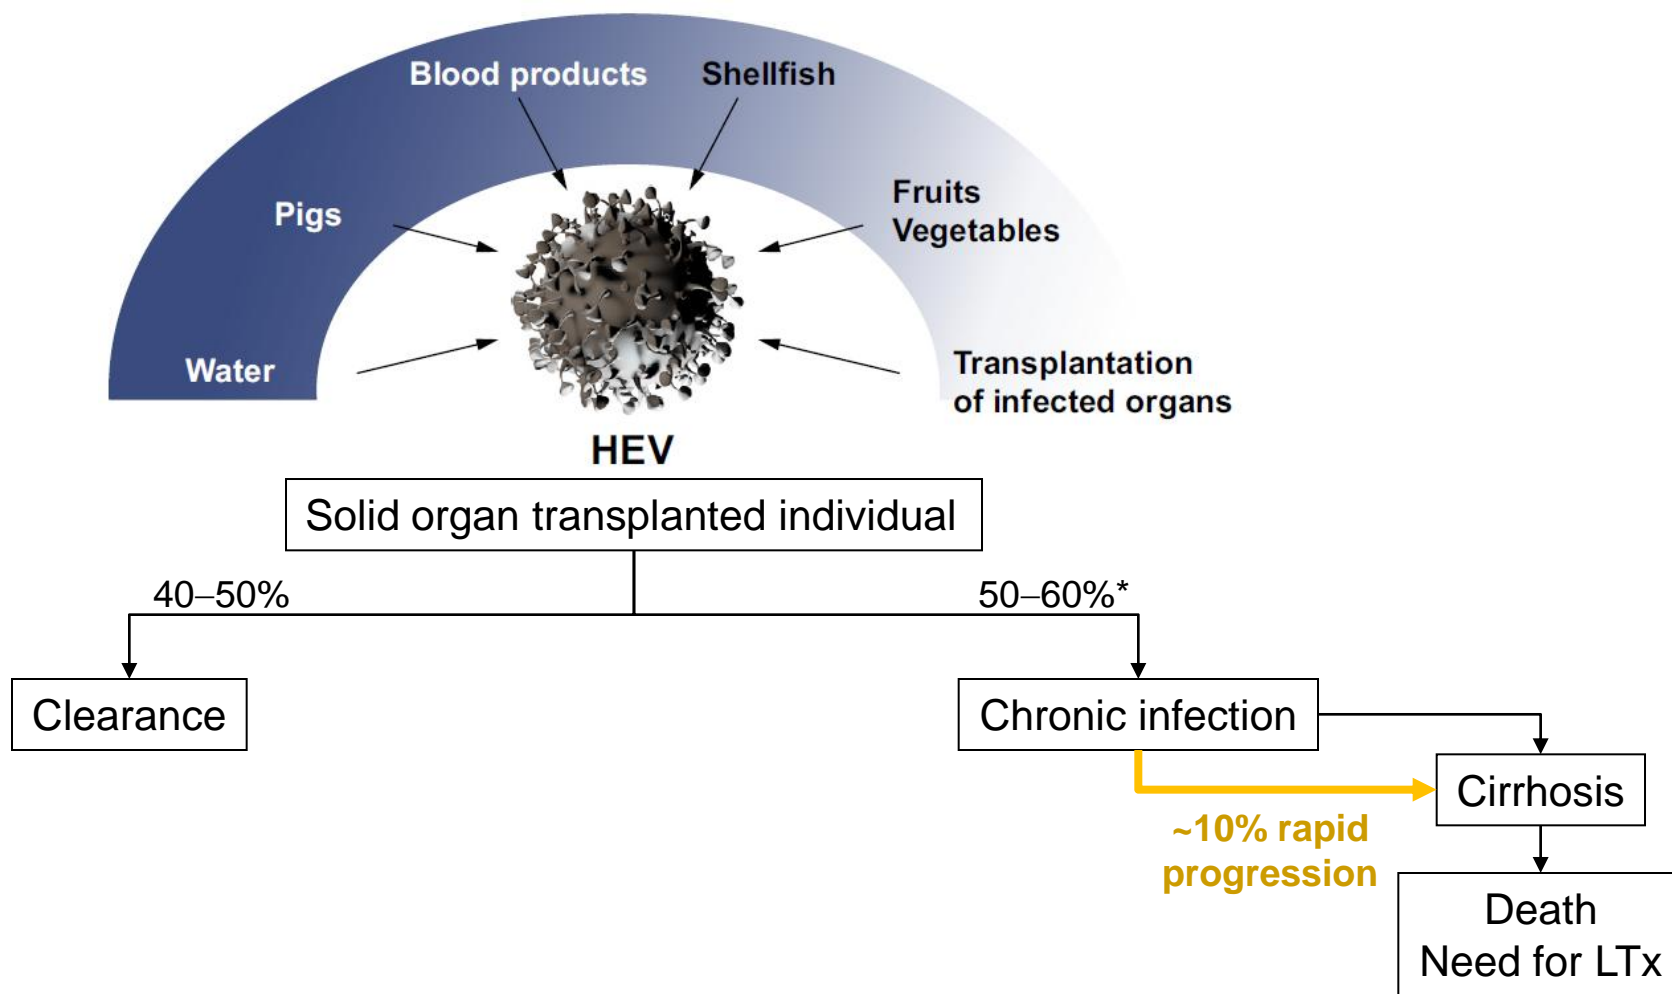 Blood products
Shellfish
Pigs
Fruits
Vegetables
Water
Transplantation
of infected organs
HEV
Solid organ transplanted individual
40–50%
50–60%*
Clearance
Chronic infection
Cirrhosis
~10% rapid
progression
Death
Need for LTx